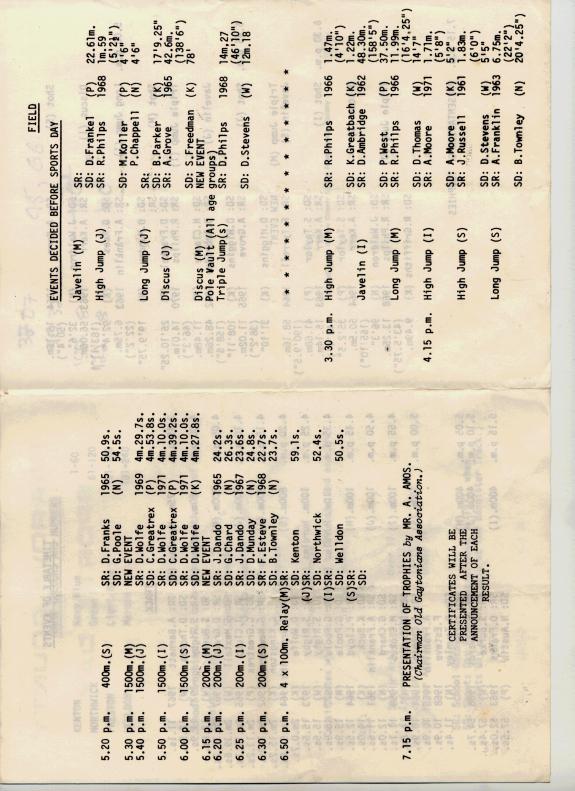 5.20 p.m. 400m.(S) SR: D.Franks 1965 50.9s.
SD: G.Poole (N) 54.5s.
5.30 p.m. 1500m.(M) NEW EVENT
5.40 p.m. 1500m.(J) SR: D.Wolfe 1969 4m.29.7s.
SD: C.Greatrex (P) 4m.53.8s.
5.50 p.m. 1500m.(I) SR: D.Wolfe 1971 4m.10.0s.
SD: C.Greatrex (P) 4m.39.2s.
6.00 p.m. 1500m.(S) SR: D.Wolfe 1971 4m.10.0s.
SD: D.Wolfe (K) 4m.27.8s.
6.15 p.m. 200m.(M) NEW EVENT
6.20 p.m. 200m.(J) SR: J.Dando 1965 24.2s.
SD: G.Chard (N) 26.3s.
6.25 p.m. 200m.(I) SR: J.Dando 1967 23.6s.
SD: D.Munday (N) 24.8s.
6.30 p.m. 200m.(S) SR: F.Esteve 1968 22.7s.
SD: B.Townley (N) 23.7s.
6.50 p.m. 4 x 100m. Relay(M)SR:
SD: Kenton 59.1s.
(J)SR:
SD: Northwick 52.4s.
(I)SR:
SD: Welldon 50.5s.
(S)SR:
SD:
7.15 p.m. PRESENTATION OF TROPHIES by MR. A. AMOS.
(Chairman Old Gaytonians Association.)
CERTIFICATES WILL BE
PRESENTED AFTER THE
ANNOUNCEMENT OF EACH
RESULT.
FIELD
EVENTS DECIDED BEFORE SPORTS DAY
Javelin (M) SR:
SD: D.Frankel (P) 22.61m.
High Jump (J) SR: R.Philps 1968 1m.59
(5'2½")
SD: M.Koller (P) 4'6"
P.Chappell (N) 4'6"
Long Jump (J) SR:
SD: B.Parker (K) 17'9.25"
Discus (J) SR: A.Grove 1965 42.6m.
(138'6")
SD: S.Freedman (K) 78'
Discus (M) NEW EVENT
Pole Vault (All age groups)
Triple Jump(S) SR: D.Philps 1968 14m.27
(46'10")
SD: D.Stevens (W) 12m.18
* * * * * * * * * * * * * *
3.30 p.m. High Jump (M) SR: R.Philps 1966 1.47m.
(4'10")
SD: K.Greatbach (K) 1.22m.
Javelin (I) SR: D.Ambridge 1962 48.30m.
(158'5")
SD: P.West (P) 37.50m.
Long Jump (M) SR: R.Philps 1966 11.99m.
(16'4.25")
SD: D.Thomas (W) 14'7"
4.15 p.m. High Jump (I) SR: A.Moore 1971 1.71m.
(5'8")
SD: A.Moore (K) 5'2"
High Jump (S) SR: J.Russell 1961 1.83m.
(6")
SD: D.Stevens (W) 5'5"
Long Jump (S) SR: A.Franklin 1963 6.75m.
(22'2")
SD: B.Townley (N) 20'4.25"